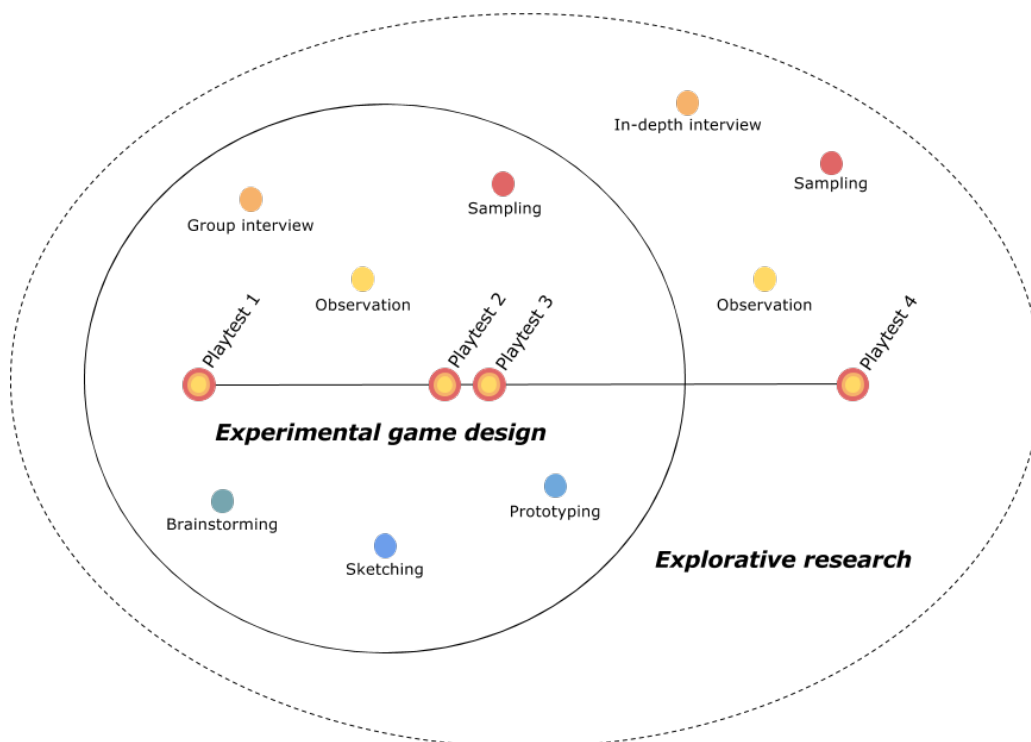 In-depth interview
Sampling
Sampling
Group interview
Observation
Observation
Playtest 1
Playtest 2
Playtest 3
Playtest 4
Experimental game design
Brainstorming
Prototyping
Sketching
Explorative research